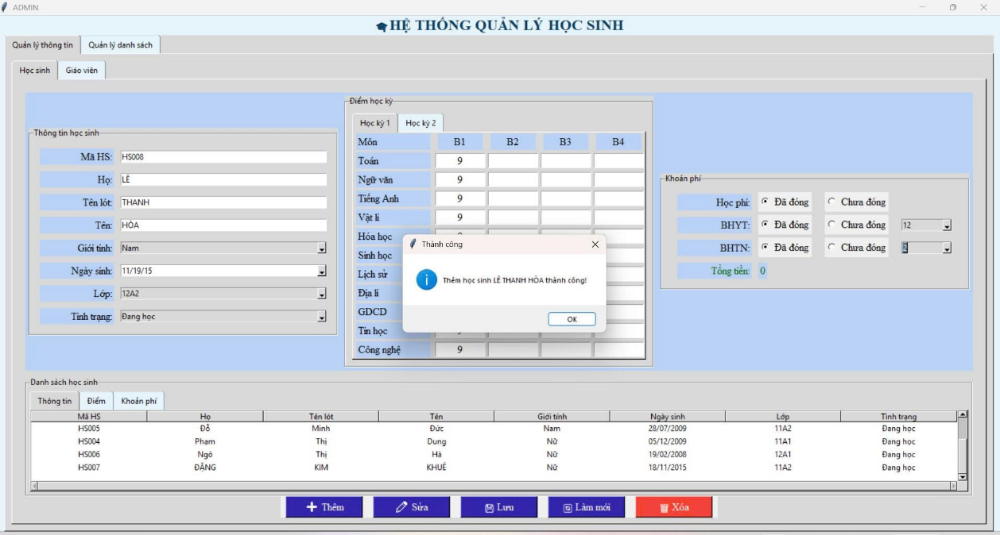 ADMIN
HỆ THỐNG QUẢN LÝ HỌC SINH
Quản lý thông tin Quản lý danh sách
Học sinh Giáo viên
Thông tin học sinh
Mã HS: HS008
Họ: LÊ
Tên lót: THANH
Tên: HÒA
Giới tính: Nam
Ngày sinh: 11/19/15
Lớp: 12A2
Tình trạng: Đang học
Điểm học kỳ
Học kỳ 1 Học kỳ 2
Môn B1 B2 B3 B4
Toán 9
Ngữ văn 9
Tiếng Anh 9
Vật lí 9
Hóa học
Sinh học
Lịch sử
Địa lí
GDCD
Tin học
Công nghệ 9
Thành công
Thêm học sinh LÊ THANH HÒA thành công!
OK
Khoản phí
Học phí: Đã đóng Chưa đóng
BHYT: Đã đóng Chưa đóng 12
BHTN: Đã đóng Chưa đóng 2
Tổng tiền: 0
Danh sách học sinh
Thông tin Điểm Khoản phí
Mã HS Họ Tên lót Tên Giới tính Ngày sinh Lớp Tình trạng
HS005 Đỗ Minh Đức Nam 28/07/2009 11A2 Đang học
HS004 Phạm Thị Dung Nữ 05/12/2009 11A1 Đang học
HS006 Ngô Thị Hà Nữ 19/02/2008 12A1 Đang học
HS007 ĐẶNG KIM KHUÊ Nữ 18/11/2015 11A2 Đang học
Thêm Sửa Lưu Làm mới Xóa